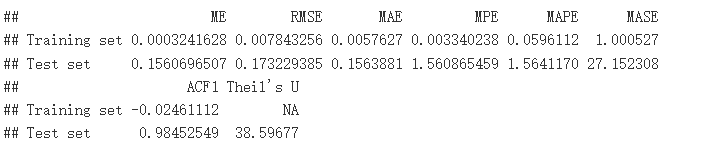 ## ME RMSE MAE MPE MAPE MASE
## Training set 0.0003241628 0.007843256 0.0057627 0.003340238 0.0596112 1.000527
## Test set 0.1560696507 0.173229385 0.1563881 1.560865459 1.5641170 27.152308
## ACF1 Theil's U
## Training set -0.02461112 NA
## Test set 0.98452549 38.59677